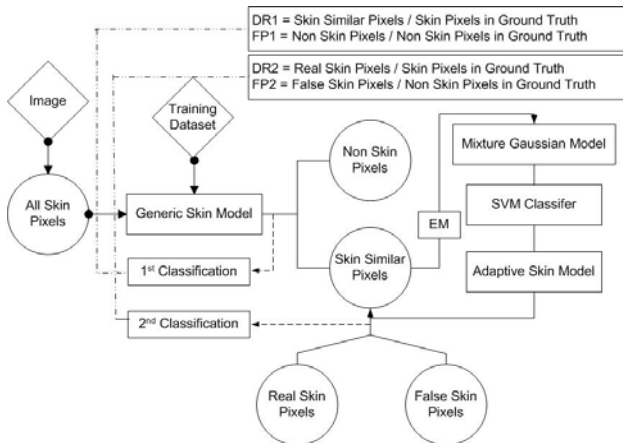 DR1 = Skin Similar Pixels / Skin Pixels in Ground Truth
FP1 = Non Skin Pixels / Non Skin Pixels in Ground Truth
DR2 = Real Skin Pixels / Skin Pixels in Ground Truth
FP2 = False Skin Pixels / Non Skin Pixels in Ground Truth
Image
Training
Dataset
All Skin
Pixels
Generic Skin Model
Non Skin
Pixels
Mixture Gaussian Model
SVM Classifer
EM
Skin Similar
Pixels
Adaptive Skin Model
1st Classification
2nd Classification
Real Skin
Pixels
False Skin
Pixels